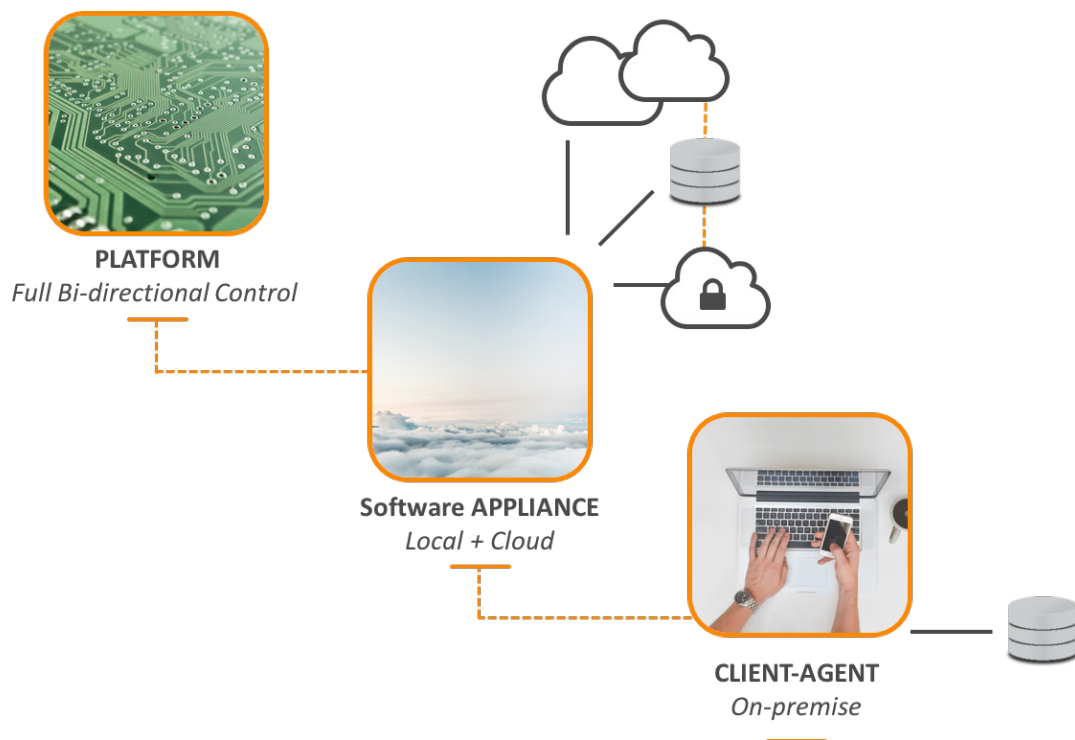 PLATFORM
Full Bi-directional Control
Software APPLIANCE
Local + Cloud
CLIENT-AGENT
On-premise